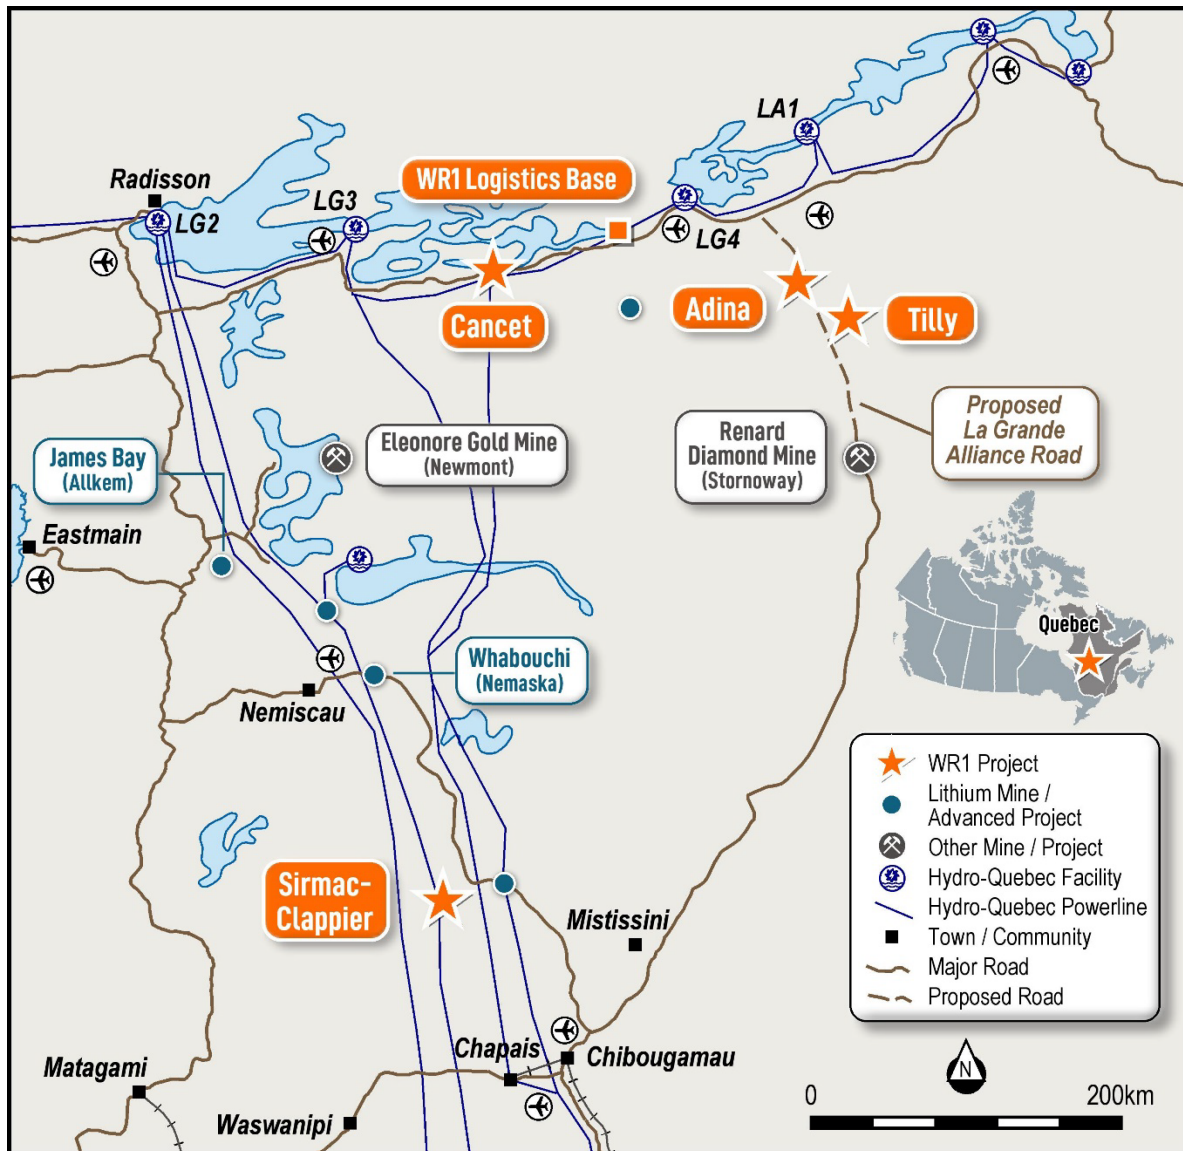 LA1
WR1 Logistics Base
Radisson
LG3
LG2
LG4
Cancet
Adina
Tilly
Proposed
La Grande
Alliance Road
Eleonore Gold Mine
(Newmont)
Renard
Diamond Mine
(Stornoway)
James Bay
(Allkem)
Eastmain
Quebec
Whabouchi
(Nemaska)
Nemiscau
WR1 Project
Lithium Mine /
Advanced Project
Other Mine / Project
Hydro-Quebec Facility
Hydro-Quebec Powerline
Town / Community
Major Road
Proposed Road
Sirmac-
Clappier
Mistissini
Chapais
Chibougamau
Matagami
Waswanipi
N
0 200km